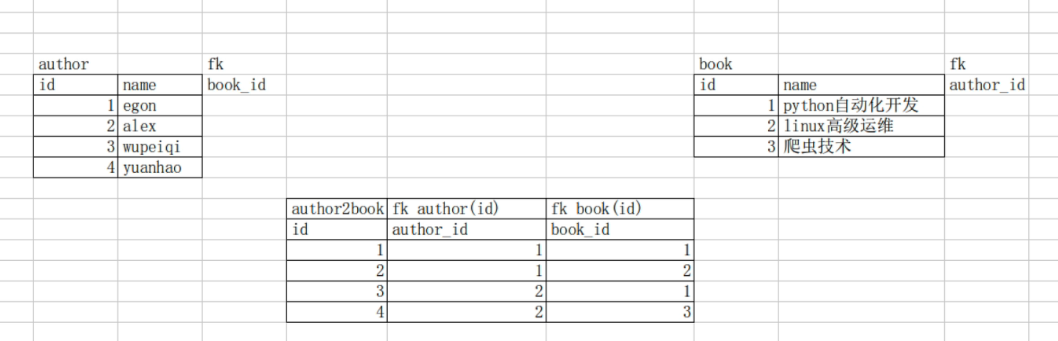 author fk book fk
id name book_id id name author_id
1 egon 1 python自动化开发
2 alex 2 linux高级运维
3 wupeiqi 3 爬虫技术
4 yuanhao
author2book fk author(id) fk book(id)
id author_id book_id
1 1 1
2 1 2
3 2 1
4 2 3